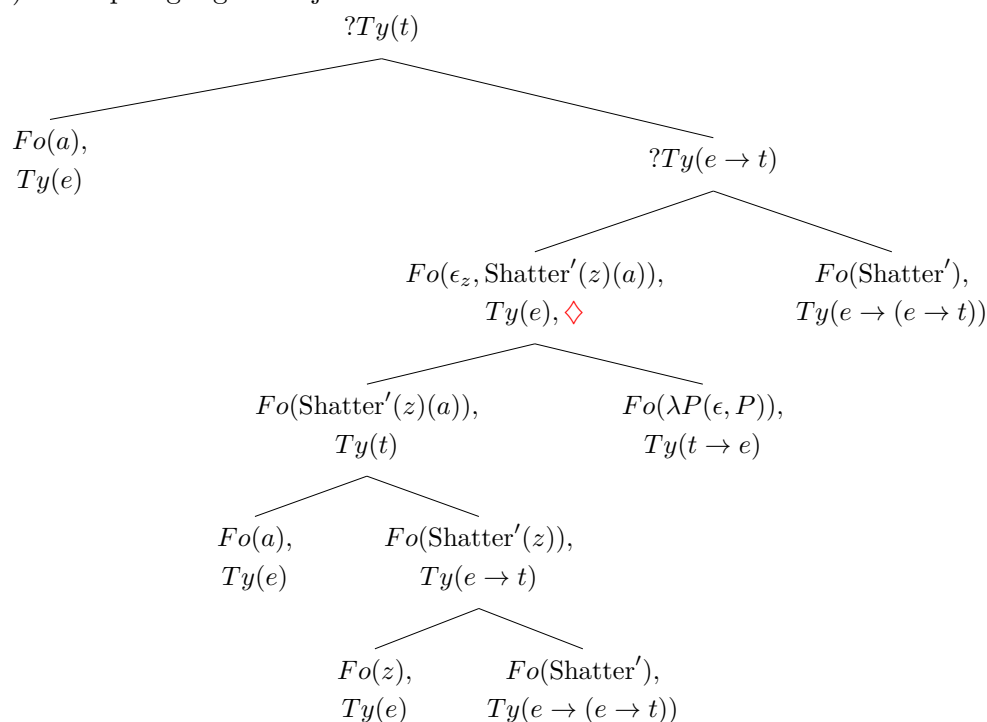 ?Ty(t)
Fo(a),
Ty(e)
?Ty(e → t)
Fo(ϵ_z, Shatter′(z)(a)),
Ty(e), ♢
Fo(Shatter′),
Ty(e → (e → t))
Fo(Shatter′(z)(a)),
Ty(t)
Fo(λP(ϵ, P)),
Ty(t → e)
Fo(a),
Ty(e)
Fo(Shatter′(z)),
Ty(e → t)
Fo(z),
Ty(e)
Fo(Shatter′),
Ty(e → (e → t))